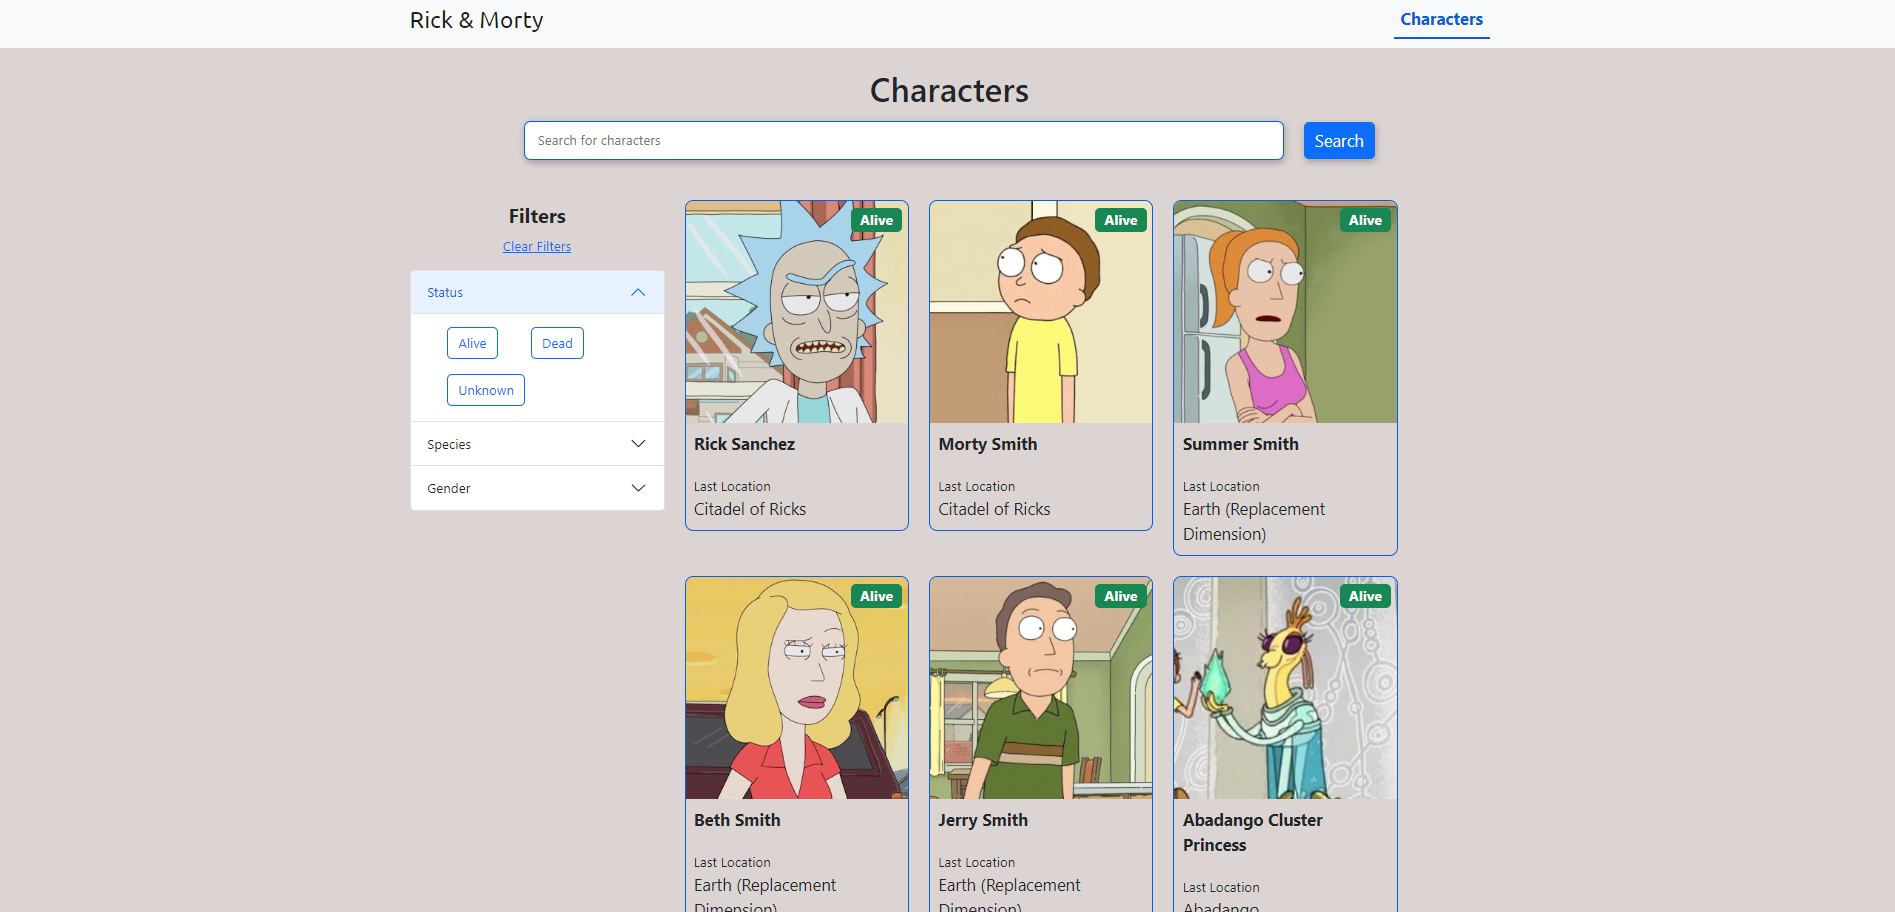 Rick & Morty
Characters
Characters
Search for characters
Search
Filters
Clear Filters
Status
Alive
Dead
Unknown
Species
Gender
Alive
Rick Sanchez
Last Location
Citadel of Ricks
Alive
Morty Smith
Last Location
Citadel of Ricks
Alive
Summer Smith
Last Location
Earth (Replacement
Dimension)
Alive
Beth Smith
Last Location
Earth (Replacement
Dimension)
Alive
Jerry Smith
Last Location
Earth (Replacement
Dimension)
Alive
Abadango Cluster
Princess
Last Location
Abadango